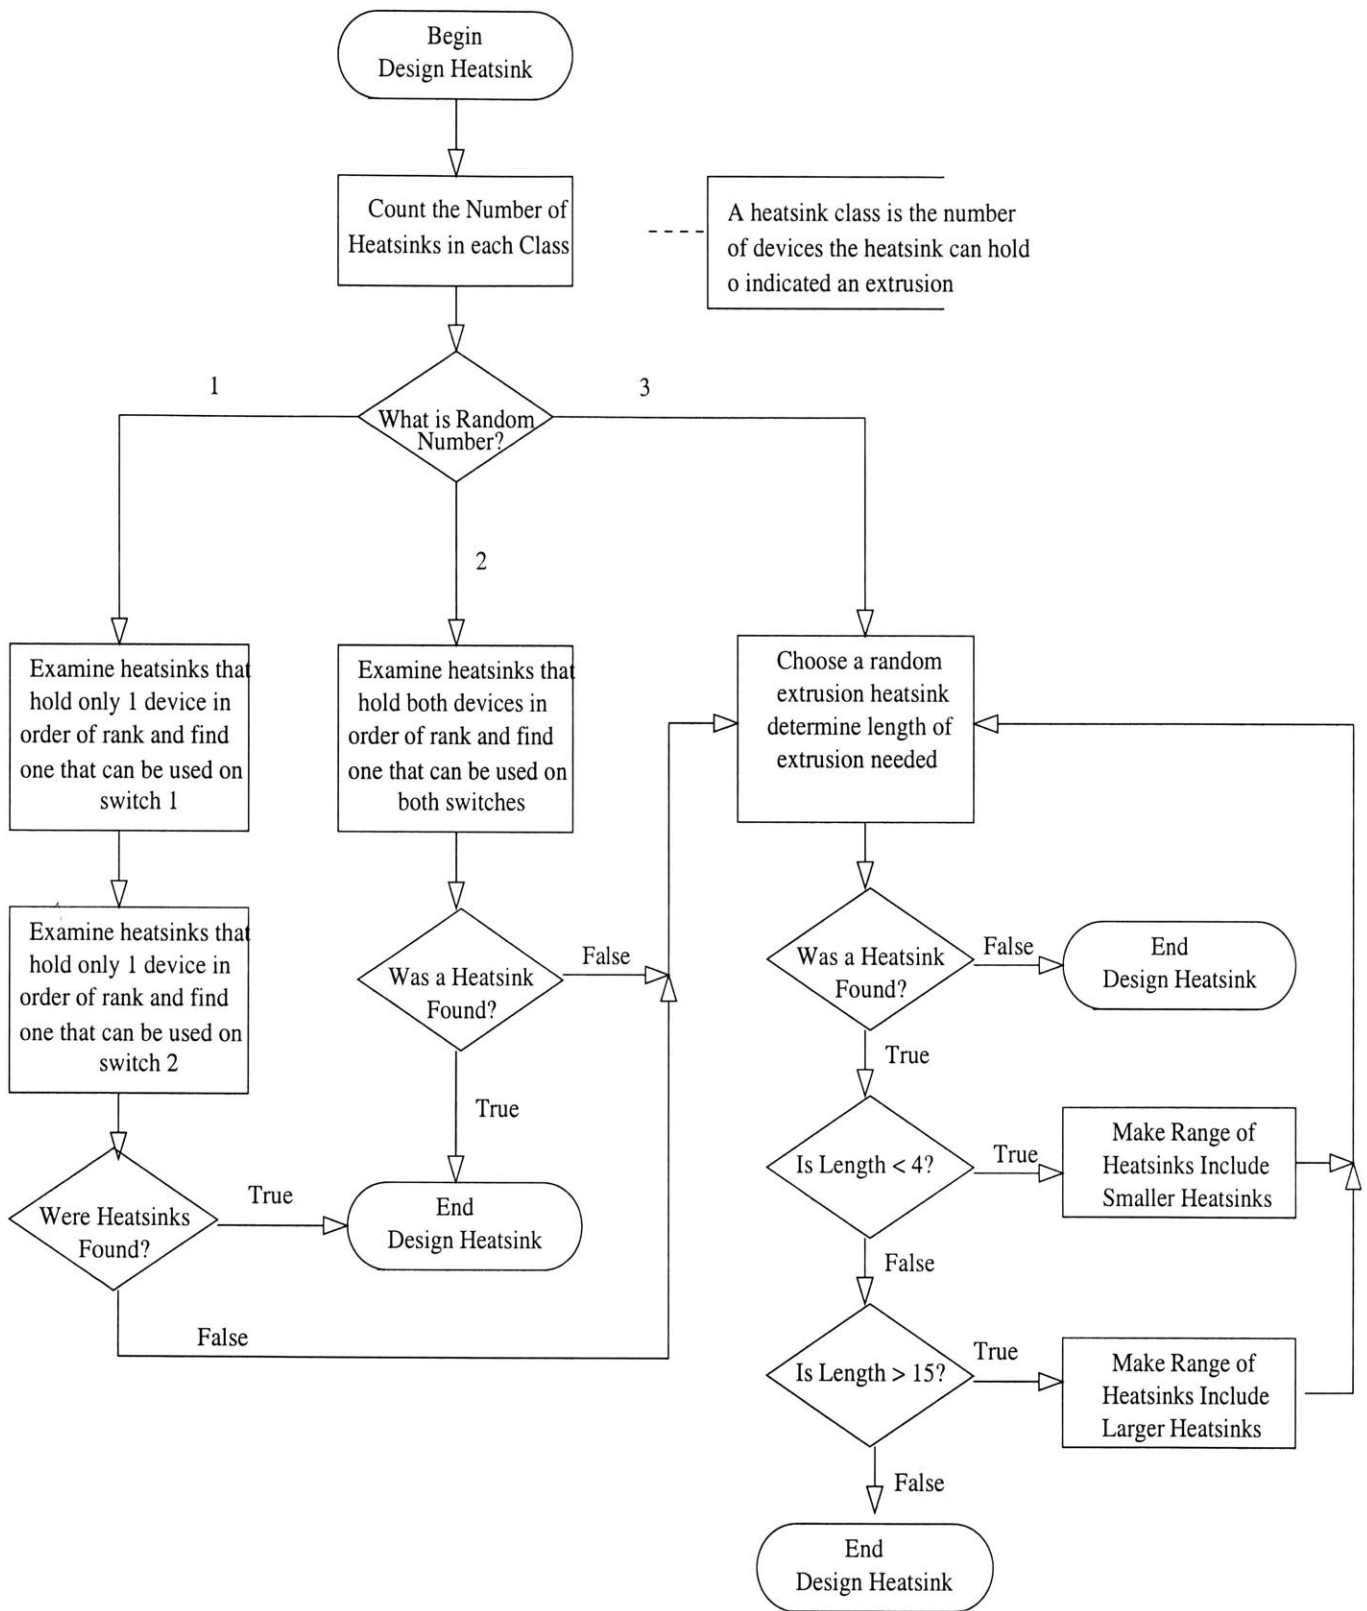 Begin
Design Heatsink
Count the Number of
Heatsinks in each Class
A heatsink class is the number
of devices the heatsink can hold
o indicated an extrusion
1
3
What is Random
Number?
2
Examine heatsinks that
hold only 1 device in
order of rank and find
one that can be used on
switch 1
Examine heatsinks that
hold both devices in
order of rank and find
one that can be used on
both switches
Choose a random
extrusion heatsink
determine length of
extrusion needed
Examine heatsinks that
hold only 1 device in
order of rank and find
one that can be used on
switch 2
Was a Heatsink
Found?
False
True
Was a Heatsink
Found?
False
End
Design Heatsink
True
Were Heatsinks
Found?
True
End
Design Heatsink
False
Is Length < 4?
True
Make Range of
Heatsinks Include
Smaller Heatsinks
False
Is Length > 15?
True
Make Range of
Heatsinks Include
Larger Heatsinks
False
End
Design Heatsink